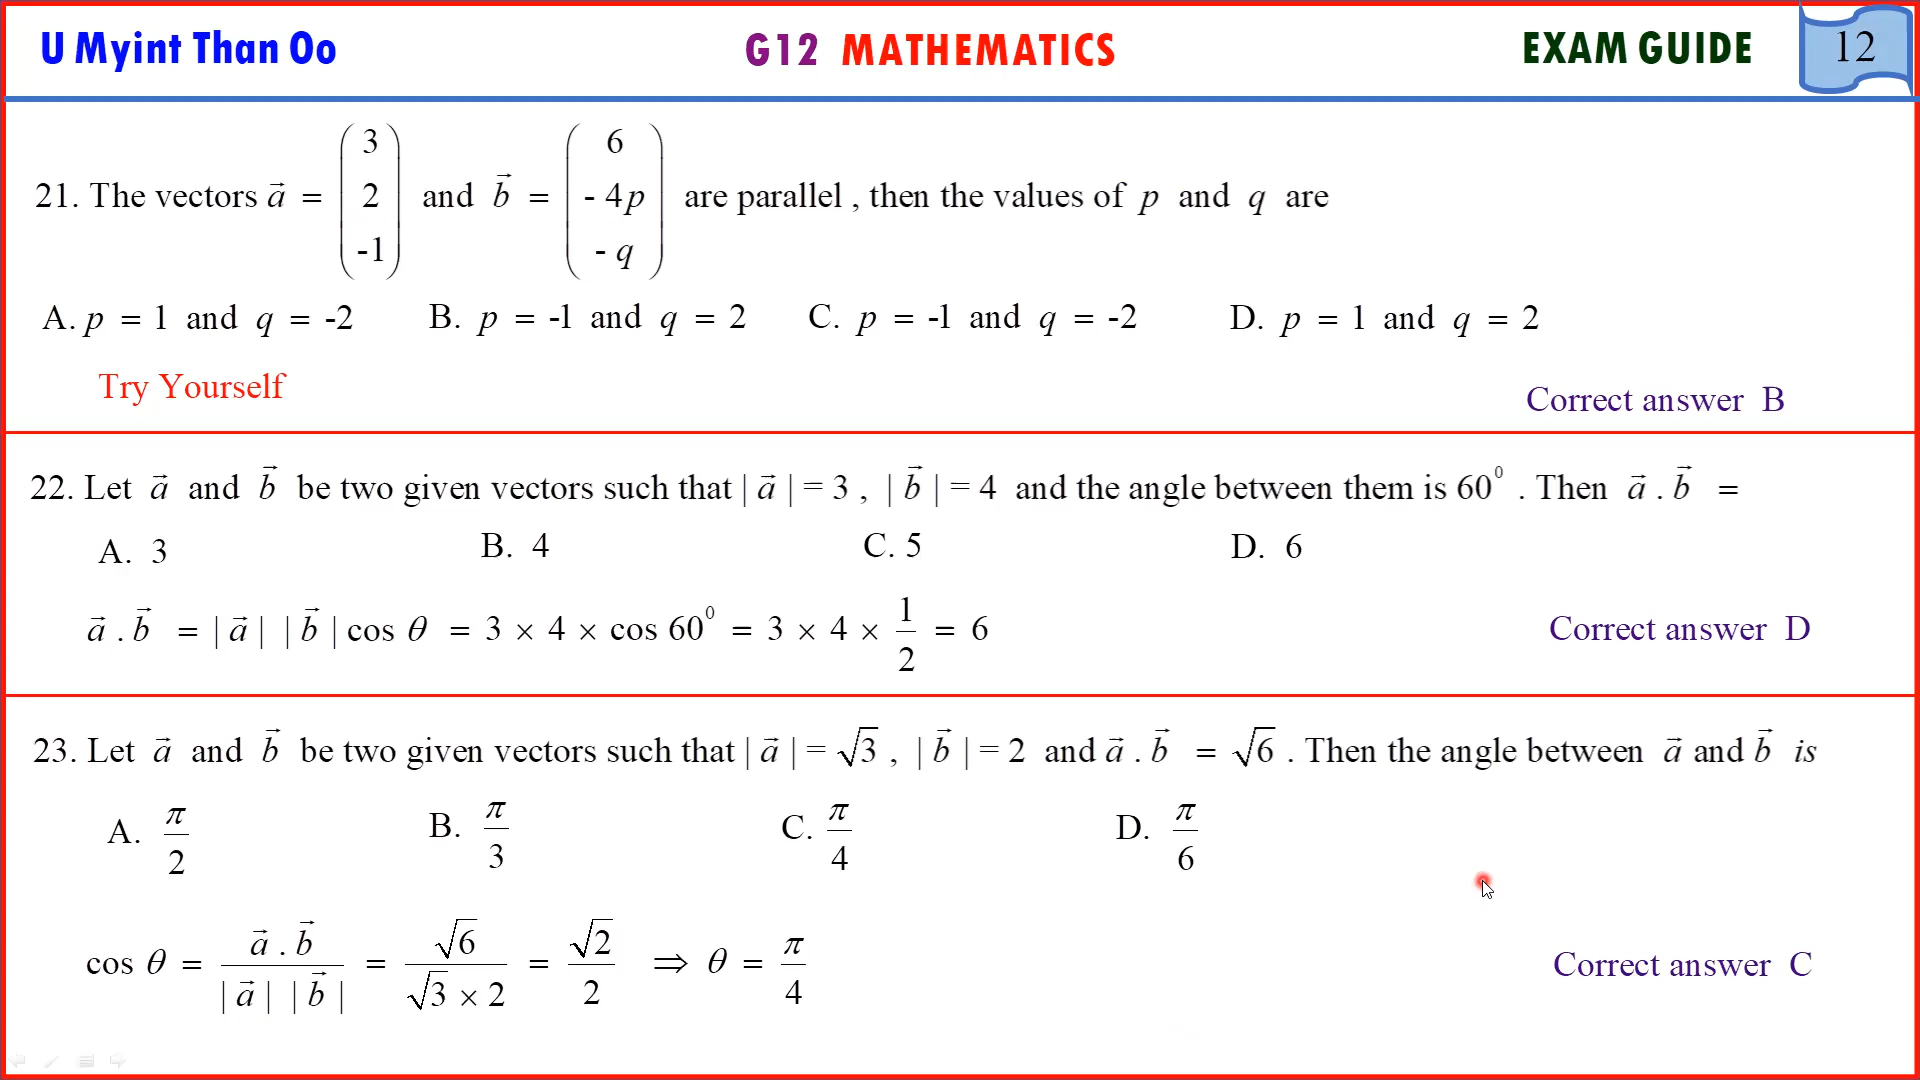 U Myint Than Oo G12 MATHEMATICS EXAM GUIDE 12
21. The vectors a⃗ = (3 2 -1) and b⃗ = (6 - 4p - q) are parallel , then the values of p and q are
A. p = 1 and q = -2 B. p = -1 and q = 2 C. p = -1 and q = -2 D. p = 1 and q = 2
Try Yourself Correct answer B
22. Let a⃗ and b⃗ be two given vectors such that | a⃗ | = 3 , | b⃗ | = 4 and the angle between them is 60⁰ . Then a⃗ . b⃗ =
A. 3 B. 4 C. 5 D. 6
a⃗ . b⃗ = | a⃗ | | b⃗ | cos θ = 3 × 4 × cos 60⁰ = 3 × 4 × 1/2 = 6 Correct answer D
23. Let a⃗ and b⃗ be two given vectors such that | a⃗ | = √3 , | b⃗ | = 2 and a⃗ . b⃗ = √6 . Then the angle between a⃗ and b⃗ is
A. π/2 B. π/3 C. π/4 D. π/6
cos θ = a⃗ . b⃗ / | a⃗ | | b⃗ | = √6 / √3 × 2 = √2/2 ⇒ θ = π/4 Correct answer C